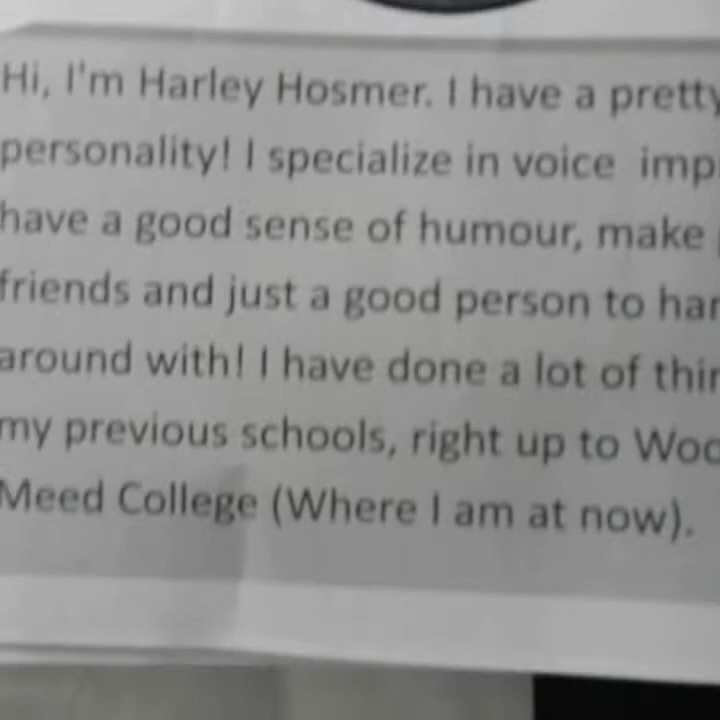 Hi, I'm Harley Hosmer. I have a pretty
personality! I specialize in voice
have a good sense of humour, make
friends and just a good person to
around with! I have done a lot of
my previous schools, right up to
Meed College (Where I am at now).